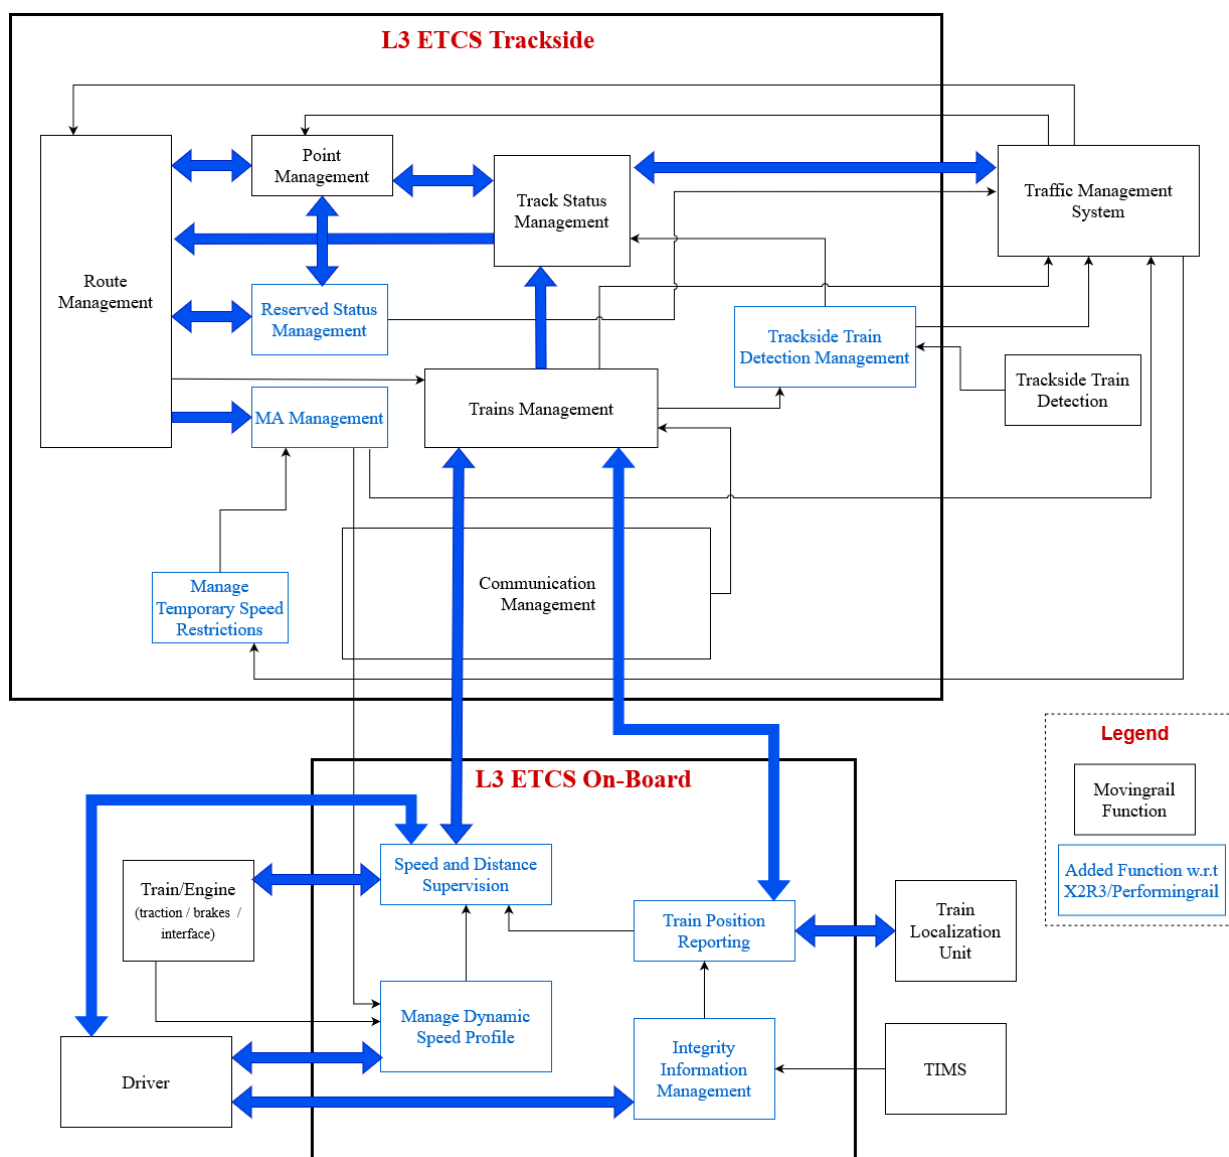 L3 ETCS Trackside
Point
Management
Track Status
Management
Traffic Management
System
Route
Management
Reserved Status
Management
Trackside Train
Detection Management
Trackside Train
Detection
MA Management
Trains Management
Communication
Management
Manage
Temporary Speed
Restrictions
Legend
Movingrail
Function
Added Function w.r.t
X2R3/Performingrail
L3 ETCS On-Board
Speed and Distance
Supervision
Train/Engine
(traction / brakes /
interface)
Train Position
Reporting
Train
Localization
Unit
Manage Dynamic
Speed Profile
Integrity
Information
Management
TIMS
Driver